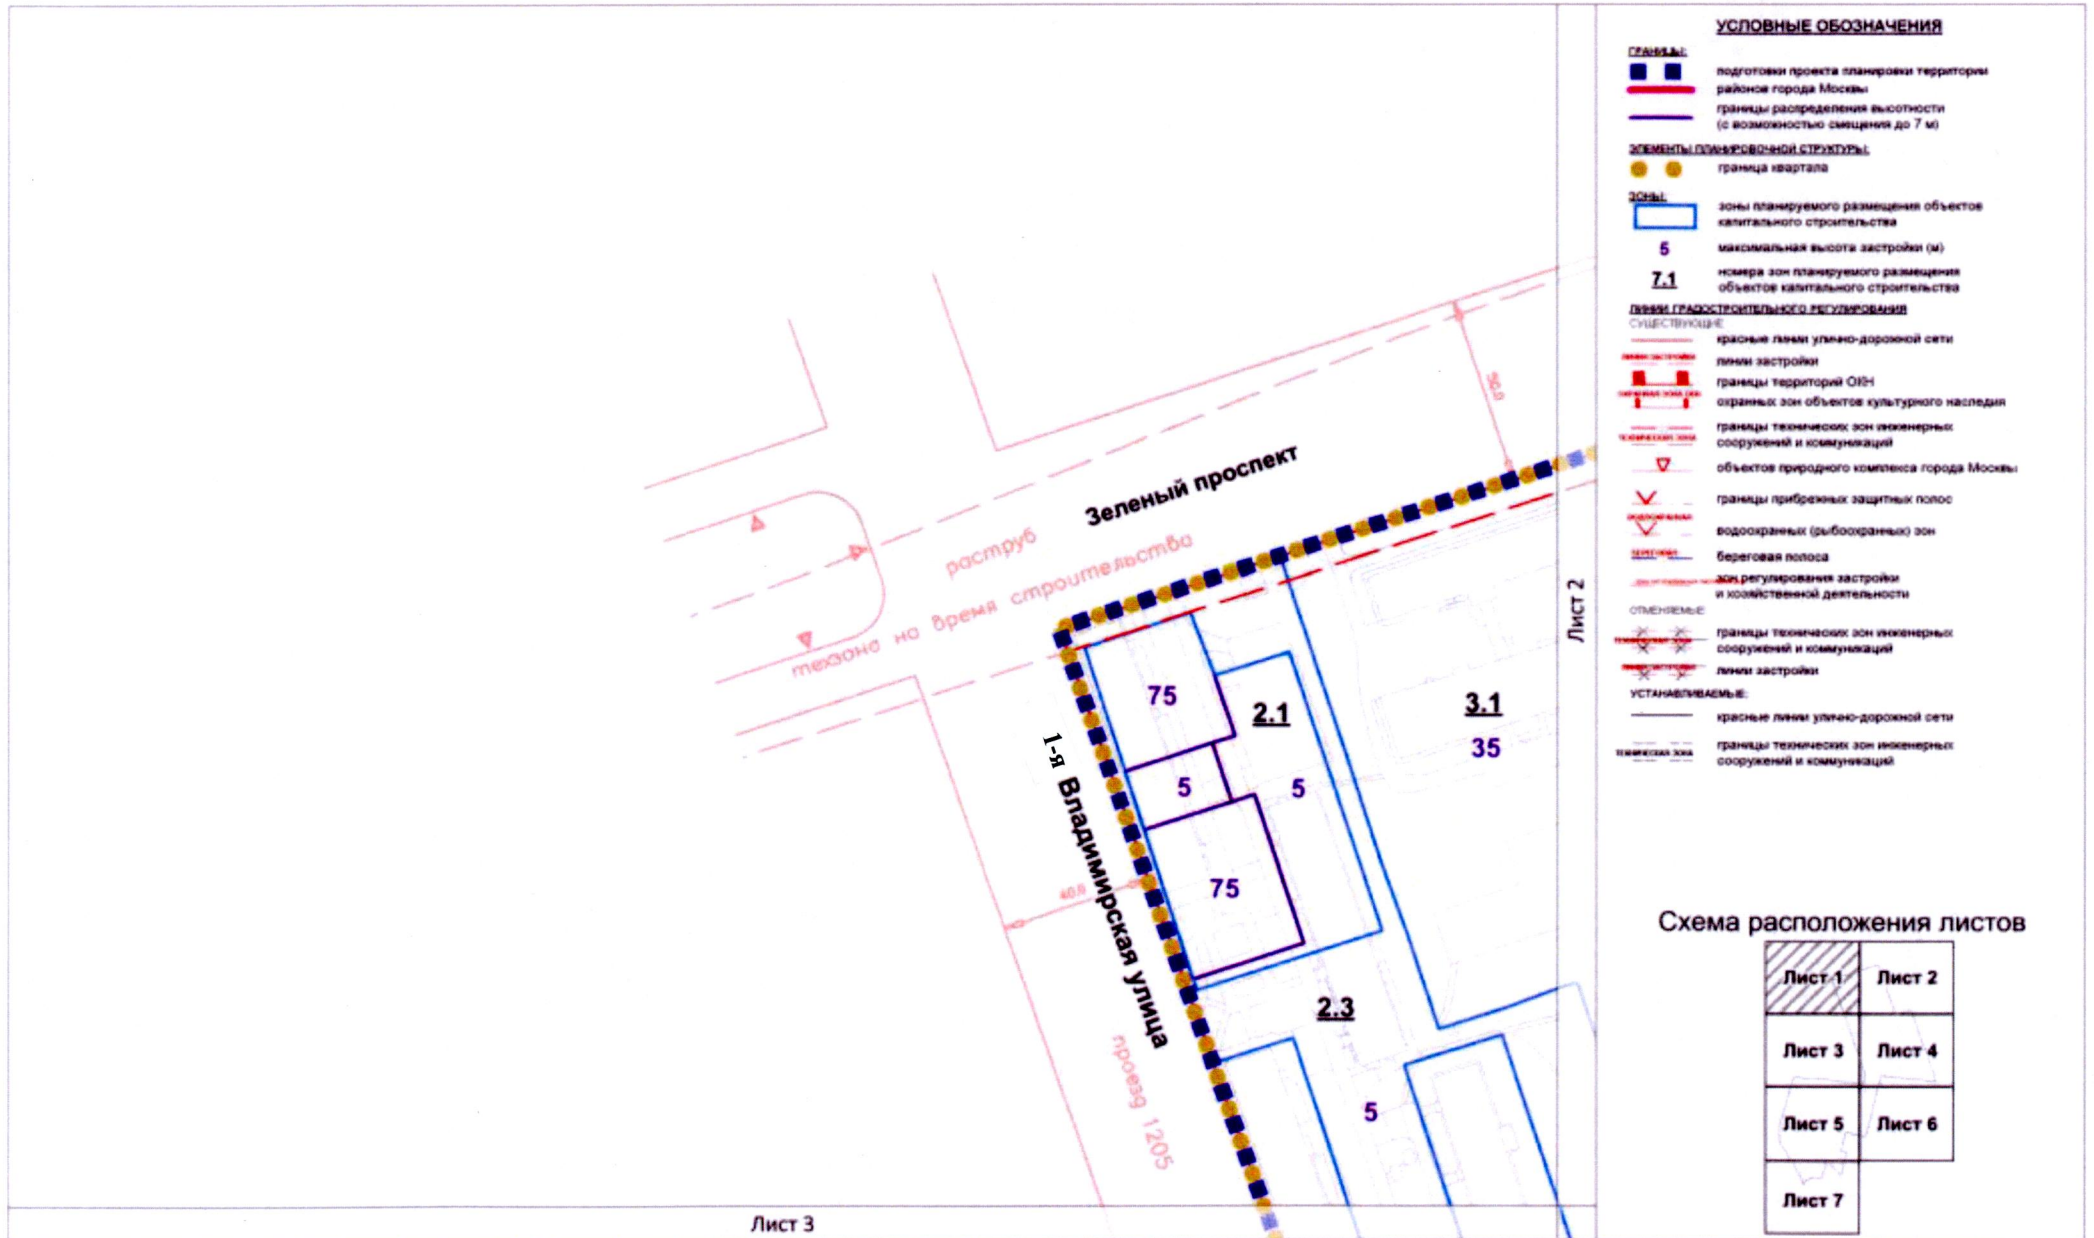 УСЛОВНЫЕ ОБОЗНАЧЕНИЯ
ГРАНИЦЫ:
подготовки проекта планировки территории
районов города Москвы
границы распределения высотности
(с возможностью смещения до 7 м)
ЭЛЕМЕНТЫ ПЛАНИРОВОЧНОЙ СТРУКТУРЫ:
граница квартала
ЗОНЫ:
зоны планируемого размещения объектов
капитального строительства
5
максимальная высота застройки (м)
7.1
номера зон планируемого размещения
объектов капитального строительства
ЛИНИИ ГРАДОСТРОИТЕЛЬНОГО РЕГУЛИРОВАНИЯ
СУЩЕСТВУЮЩИЕ
красные линии улично-дорожной сети
линии застройки
границы территорий ОКН
охранных зон объектов культурного наследия
границы технических зон инженерных
сооружений и коммуникаций
ТЕХНИЧЕСКАЯ ЗОНА
объектов природного комплекса города Москвы
границы прибрежных защитных полос
водоохранных (рыбоохранных) зон
береговая полоса
зон регулирования застройки
и хозяйственной деятельности
ОТМЕНЯЕМЫЕ
границы технических зон инженерных
сооружений и коммуникаций
линии застройки
УСТАНАВЛИВАЕМЫЕ:
красные линии улично-дорожной сети
границы технических зон инженерных
сооружений и коммуникаций
ТЕХНИЧЕСКАЯ ЗОНА
Зеленый проспект
50,0
раструб
техзона на время строительства
1-я Владимирская улица
40,0
проезд 1205
75
2.1
3.1
35
5
5
75
2.3
5
Лист 2
Лист 3
Схема расположения листов
Лист 1
Лист 2
Лист 3
Лист 4
Лист 5
Лист 6
Лист 7